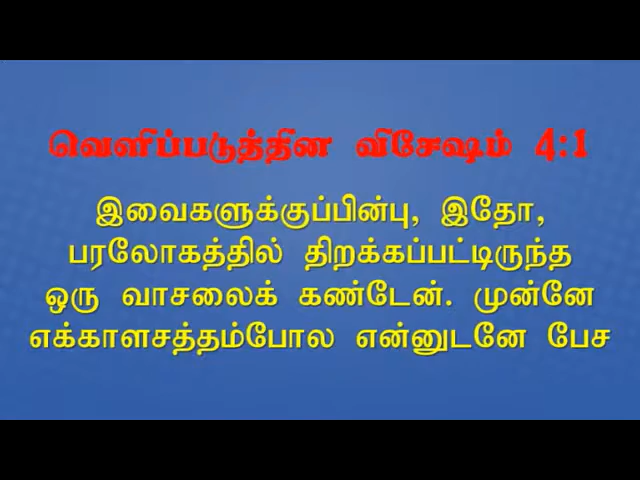 வெளிப்படுத்தின விசேஷம் 4:1
இவைகளுக்குப்பின்பு, இதோ,
பரலோகத்தில் திறக்கப்பட்டிருந்த
ஒரு வாசலைக் கண்டேன். முன்னே
எக்காளசத்தம்போல என்னுடனே பேச